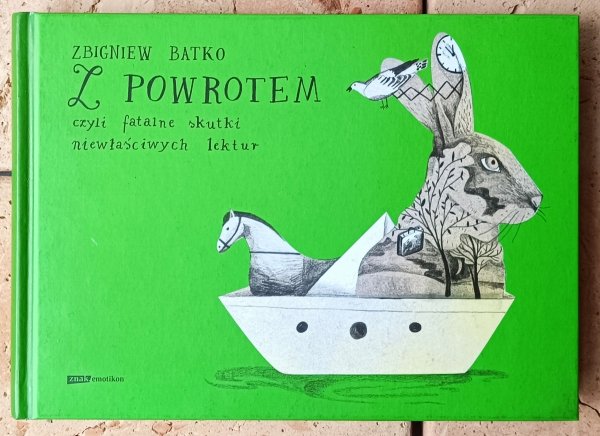 ZBIGNIEW BATKO
Z POWROTEM
czyli fatalne skutki
niewłaściwych lektur
znak emotikon